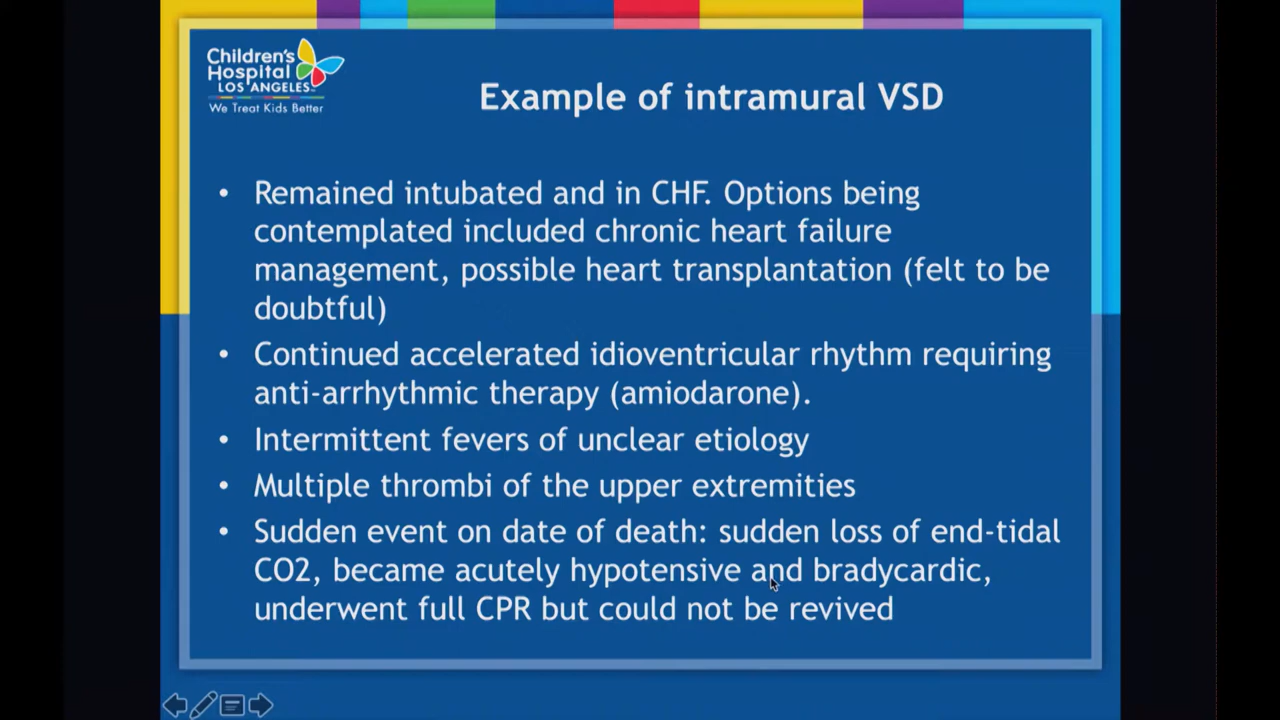 Children's
Hospital
LOS ANGELES
We Treat Kids Better
Example of intramural VSD
• Remained intubated and in CHF. Options being
contemplated included chronic heart failure
management, possible heart transplantation (felt to be
doubtful)
• Continued accelerated idioventricular rhythm requiring
anti-arrhythmic therapy (amiodarone).
• Intermittent fevers of unclear etiology
• Multiple thrombi of the upper extremities
• Sudden event on date of death: sudden loss of end-tidal
CO2, became acutely hypotensive and bradycardic,
underwent full CPR but could not be revived